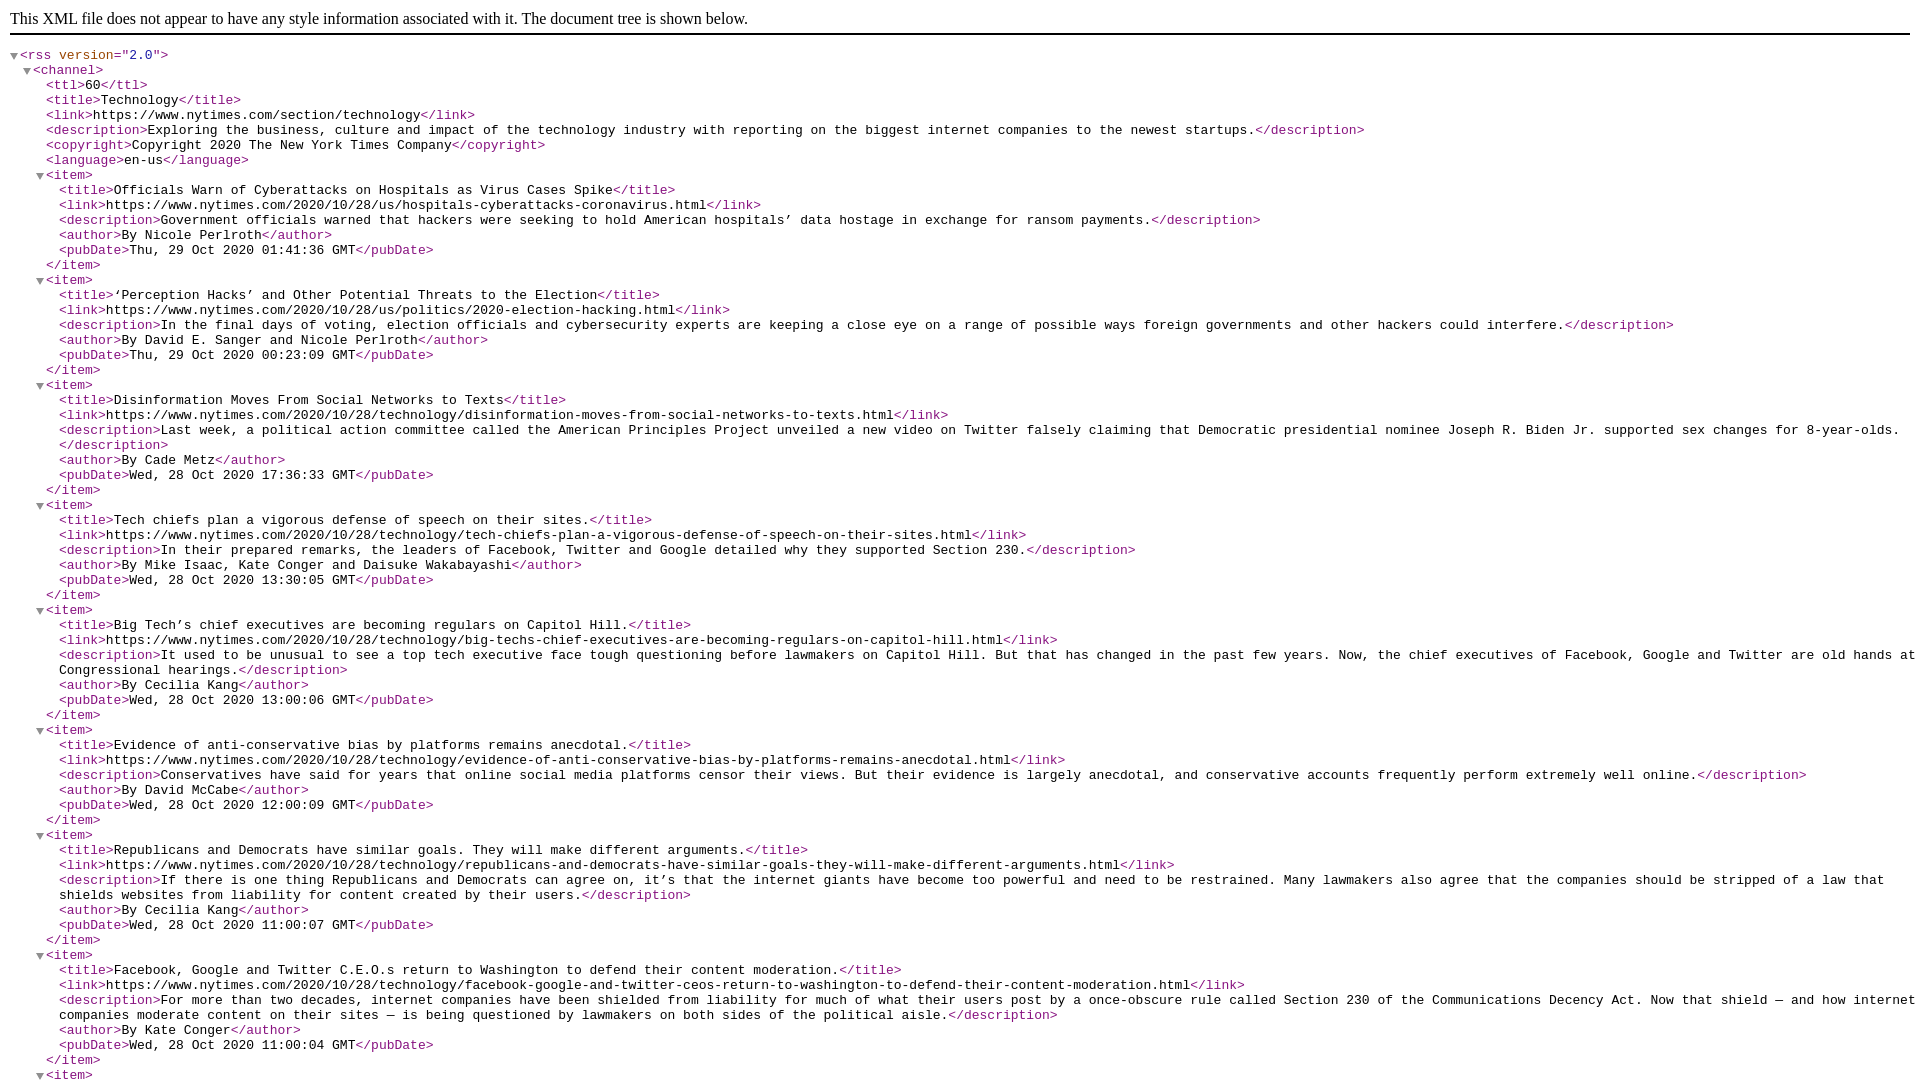 This XML file does not appear to have any style information associated with it. The document tree is shown below.
<rss version="2.0">
<channel>
<ttl>60</ttl>
<title>Technology</title>
<link>https://www.nytimes.com/section/technology</link>
<description>Exploring the business, culture and impact of the technology industry with reporting on the biggest internet companies to the newest startups.</description>
<copyright>Copyright 2020 The New York Times Company</copyright>
<language>en-us</language>
<item>
<title>Officials Warn of Cyberattacks on Hospitals as Virus Cases Spike</title>
<link>https://www.nytimes.com/2020/10/28/us/hospitals-cyberattacks-coronavirus.html</link>
<description>Government officials warned that hackers were seeking to hold American hospitals’ data hostage in exchange for ransom payments.</description>
<author>By Nicole Perlroth</author>
<pubDate>Thu, 29 Oct 2020 01:41:36 GMT</pubDate>
</item>
<item>
<title>‘Perception Hacks’ and Other Potential Threats to the Election</title>
<link>https://www.nytimes.com/2020/10/28/us/politics/2020-election-hacking.html</link>
<description>In the final days of voting, election officials and cybersecurity experts are keeping a close eye on a range of possible ways foreign governments and other hackers could interfere.</description>
<author>By David E. Sanger and Nicole Perlroth</author>
<pubDate>Thu, 29 Oct 2020 00:23:09 GMT</pubDate>
</item>
<item>
<title>Disinformation Moves From Social Networks to Texts</title>
<link>https://www.nytimes.com/2020/10/28/technology/disinformation-moves-from-social-networks-to-texts.html</link>
<description>Last week, a political action committee called the American Principles Project unveiled a new video on Twitter falsely claiming that Democratic presidential nominee Joseph R. Biden Jr. supported sex changes for 8-year-olds.
</description>
<author>By Cade Metz</author>
<pubDate>Wed, 28 Oct 2020 17:36:33 GMT</pubDate>
</item>
<item>
<title>Tech chiefs plan a vigorous defense of speech on their sites.</title>
<link>https://www.nytimes.com/2020/10/28/technology/tech-chiefs-plan-a-vigorous-defense-of-speech-on-their-sites.html</link>
<description>In their prepared remarks, the leaders of Facebook, Twitter and Google detailed why they supported Section 230.</description>
<author>By Mike Isaac, Kate Conger and Daisuke Wakabayashi</author>
<pubDate>Wed, 28 Oct 2020 13:30:05 GMT</pubDate>
</item>
<item>
<title>Big Tech’s chief executives are becoming regulars on Capitol Hill.</title>
<link>https://www.nytimes.com/2020/10/28/technology/big-techs-chief-executives-are-becoming-regulars-on-capitol-hill.html</link>
<description>It used to be unusual to see a top tech executive face tough questioning before lawmakers on Capitol Hill. But that has changed in the past few years. Now, the chief executives of Facebook, Google and Twitter are old hands at
Congressional hearings.</description>
<author>By Cecilia Kang</author>
<pubDate>Wed, 28 Oct 2020 13:00:06 GMT</pubDate>
</item>
<item>
<title>Evidence of anti-conservative bias by platforms remains anecdotal.</title>
<link>https://www.nytimes.com/2020/10/28/technology/evidence-of-anti-conservative-bias-by-platforms-remains-anecdotal.html</link>
<description>Conservatives have said for years that online social media platforms censor their views. But their evidence is largely anecdotal, and conservative accounts frequently perform extremely well online.</description>
<author>By David McCabe</author>
<pubDate>Wed, 28 Oct 2020 12:00:09 GMT</pubDate>
</item>
<item>
<title>Republicans and Democrats have similar goals. They will make different arguments.</title>
<link>https://www.nytimes.com/2020/10/28/technology/republicans-and-democrats-have-similar-goals-they-will-make-different-arguments.html</link>
<description>If there is one thing Republicans and Democrats can agree on, it’s that the internet giants have become too powerful and need to be restrained. Many lawmakers also agree that the companies should be stripped of a law that
shields websites from liability for content created by their users.</description>
<author>By Cecilia Kang</author>
<pubDate>Wed, 28 Oct 2020 11:00:07 GMT</pubDate>
</item>
<item>
<title>Facebook, Google and Twitter C.E.O.s return to Washington to defend their content moderation.</title>
<link>https://www.nytimes.com/2020/10/28/technology/facebook-google-and-twitter-ceos-return-to-washington-to-defend-their-content-moderation.html</link>
<description>For more than two decades, internet companies have been shielded from liability for much of what their users post by a once-obscure rule called Section 230 of the Communications Decency Act. Now that shield — and how internet
companies moderate content on their sites — is being questioned by lawmakers on both sides of the political aisle.</description>
<author>By Kate Conger</author>
<pubDate>Wed, 28 Oct 2020 11:00:04 GMT</pubDate>
</item>
<item>